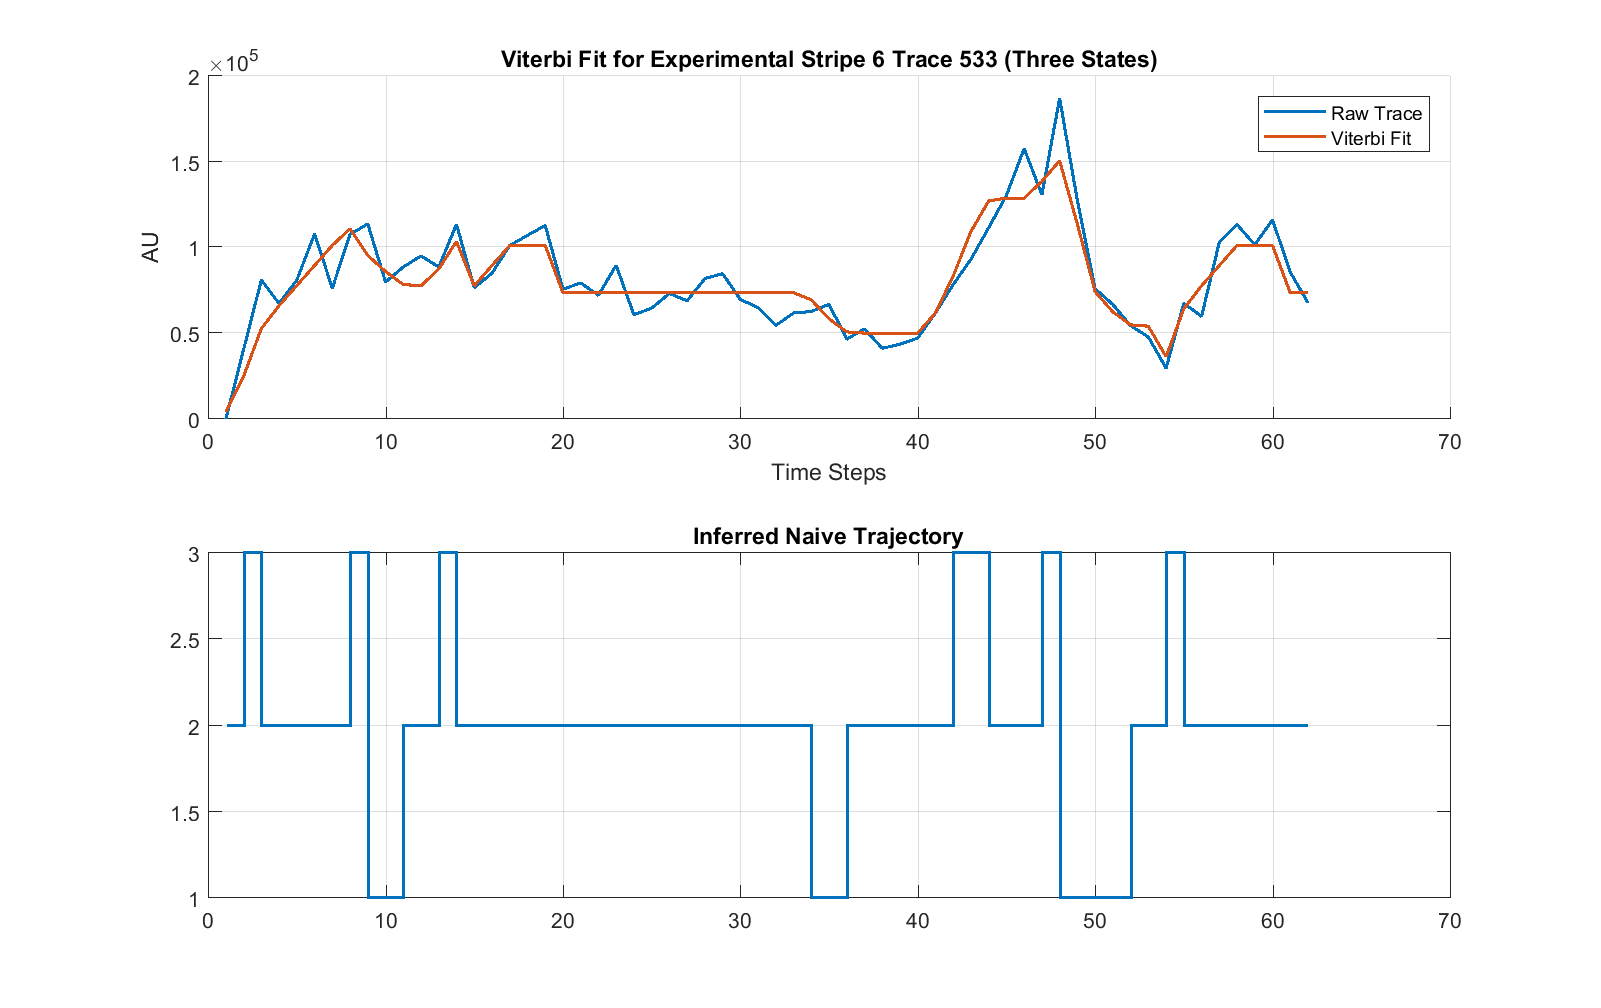 Viterbi Fit for Experimental Stripe 6 Trace 533 (Three States)
×10⁵
2
1.5
1
0.5
0
AU
Raw Trace
Viterbi Fit
0 10 20 30 40 50 60 70
Time Steps
Inferred Naive Trajectory
3
2.5
2
1.5
1
0 10 20 30 40 50 60 70